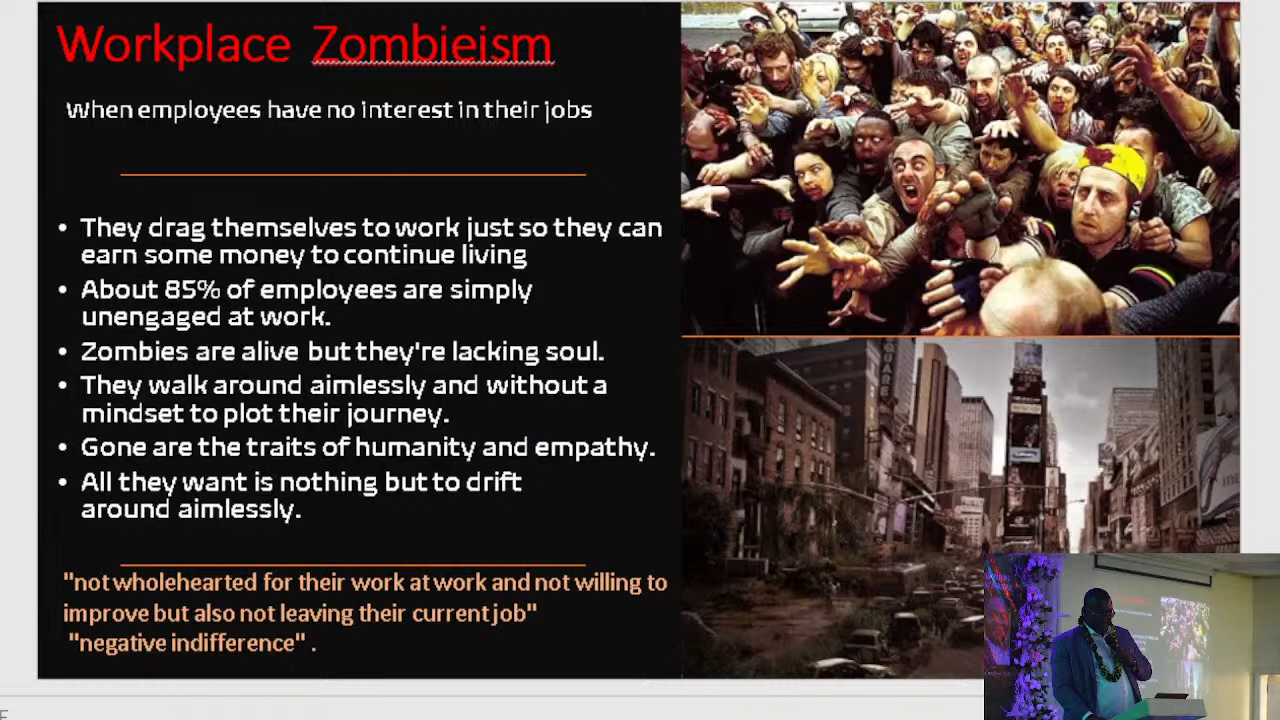 Workplace Zombieism
When employees have no interest in their jobs
• They drag themselves to work just so they can
earn some money to continue living
• About 85% of employees are simply
unengaged at work.
• Zombies are alive but they're lacking soul.
• They walk around aimlessly and without a
mindset to plot their journey.
• Gone are the traits of humanity and empathy.
• All they want is nothing but to drift
around aimlessly.
"not wholehearted for their work at work and not willing to
improve but also not leaving their current job"
"negative indifference" .
SQUARE